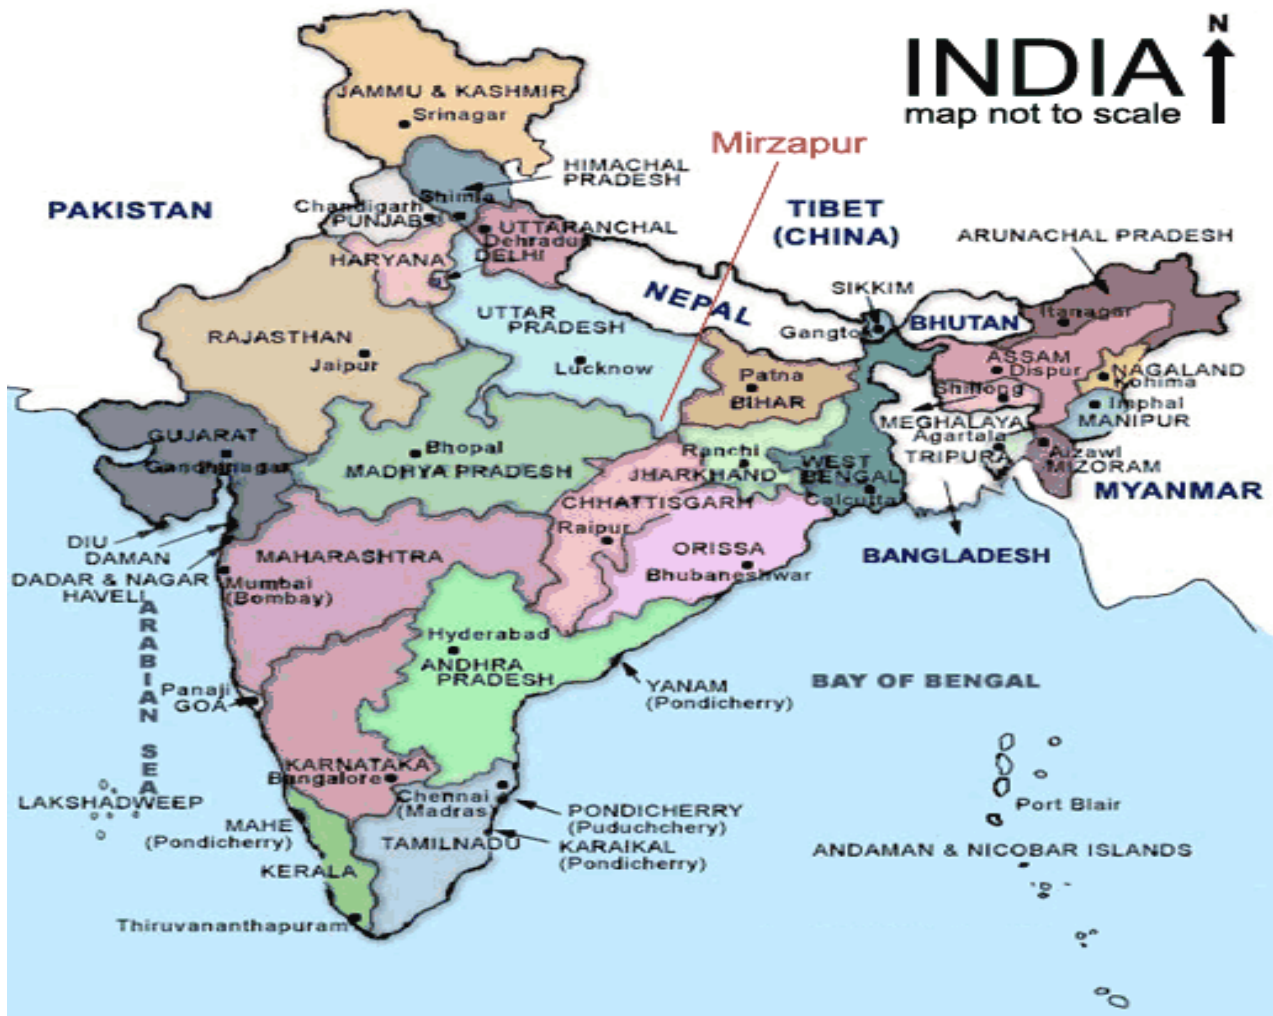 INDIA
N
map not to scale
JAMMU & KASHMIR
Srinagar
Mirzapur
HIMACHAL
PRADESH
PAKISTAN
Chandigarh
Shimla
PUNJAB
TIBET
(CHINA)
UTTARANCHAL
Dehradun
DELHI
HARYANA
ARUNACHAL PRADESH
NEPAL
SIKKIM
UTTAR
PRADESH
Gangtok
BHUTAN
Itanagar
RAJASTHAN
Jaipur
Lucknow
Patna
BIHAR
ASSAM
Dispur
NAGALAND
Kohima
Shillong
Imphal
MANIPUR
MEGHALAYA
GUJARAT
Gandhinagar
Bhopal
MADHYA PRADESH
Ranchi
JHARKHAND
WEST
BENGAL
Calcutta
Agartala
TRIPURA
Aizawl
MIZORAM
MYANMAR
CHHATTISGARH
Raipur
DIU
DAMAN
DADAR & NAGAR
HAVELI
MAHARASHTRA
Mumbai
(Bombay)
ORISSA
Bhubaneshwar
BANGLADESH
ARABIAN SEA
Hyderabad
ANDHRA
PRADESH
Panaji
GOA
YANAM
(Pondicherry)
BAY OF BENGAL
KARNATAKA
Bangalore
LAKSHADWEEP
Chennai
(Madras)
PONDICHERRY
(Puduchchery)
Port Blair
MAHE
(Pondicherry)
TAMILNADU
KARAIKAL
(Pondicherry)
ANDAMAN & NICOBAR ISLANDS
KERALA
Thiruvananthapuram